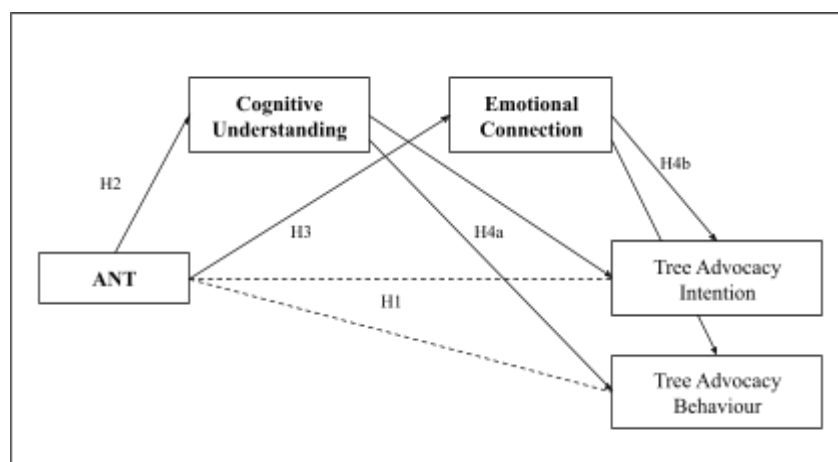 Cognitive
Understanding
Emotional
Connection
H2
H3
H4a
H4b
ANT
H1
Tree Advocacy
Intention
Tree Advocacy
Behaviour